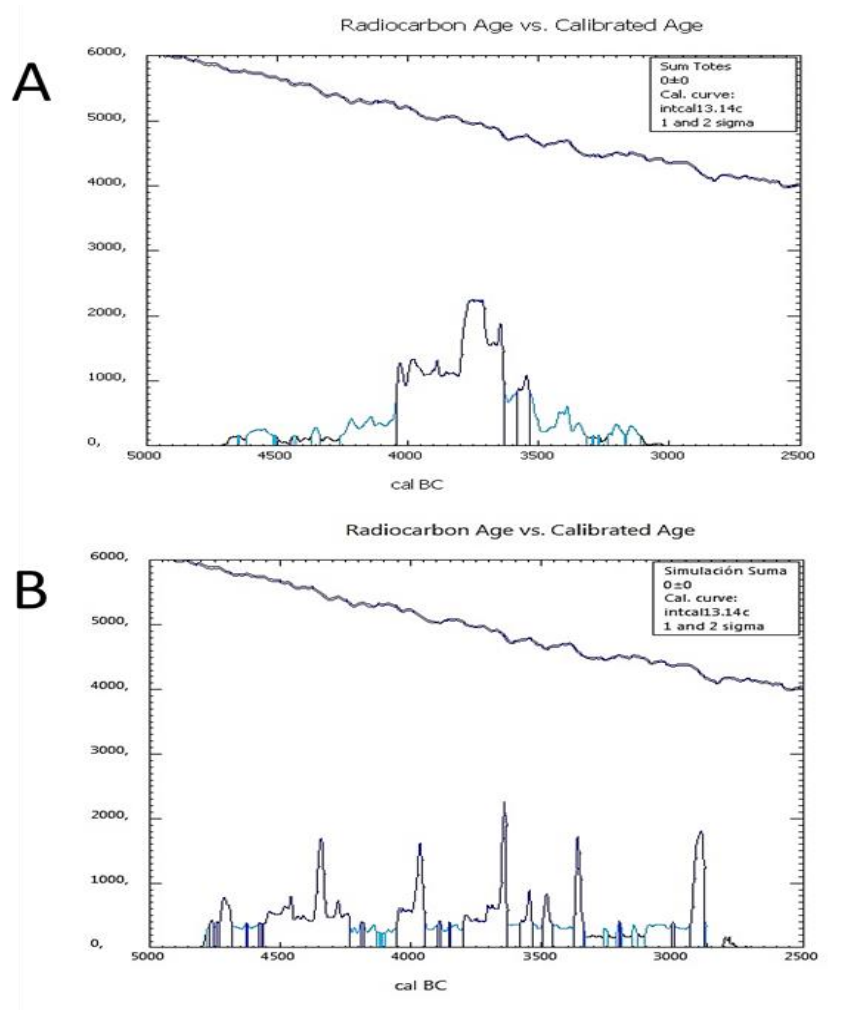 Radiocarbon Age vs. Calibrated Age
A
6000,
Sum Totes
0±0
Cal. curve:
intcal13.14c
1 and 2 sigma
5000,
4000,
3000,
2000,
1000,
0,
5000 4500 4000 3500 3000 2500
cal BC
Radiocarbon Age vs. Calibrated Age
B
6000,
Simulación Suma
0±0
Cal. curve:
intcal13.14c
1 and 2 sigma
5000,
4000,
3000,
2000,
1000,
0,
5000 4500 4000 3500 3000 2500
cal BC